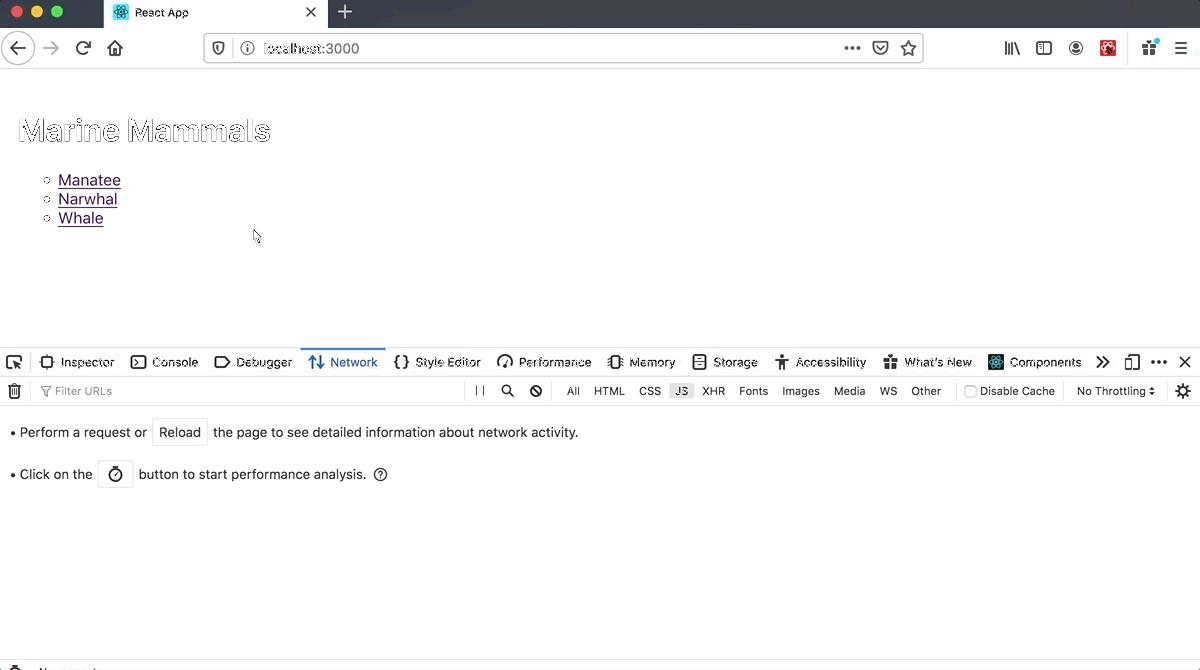 React App
localhost:3000
Marine Mammals
Manatee
Narwhal
Whale
Inspector Console Debugger Network Style Editor Performance Memory Storage Accessibility What's New Components
Filter URLs All HTML CSS JS XHR Fonts Images Media WS Other Disable Cache No Throttling
• Perform a request or Reload the page to see detailed information about network activity.
• Click on the button to start performance analysis.